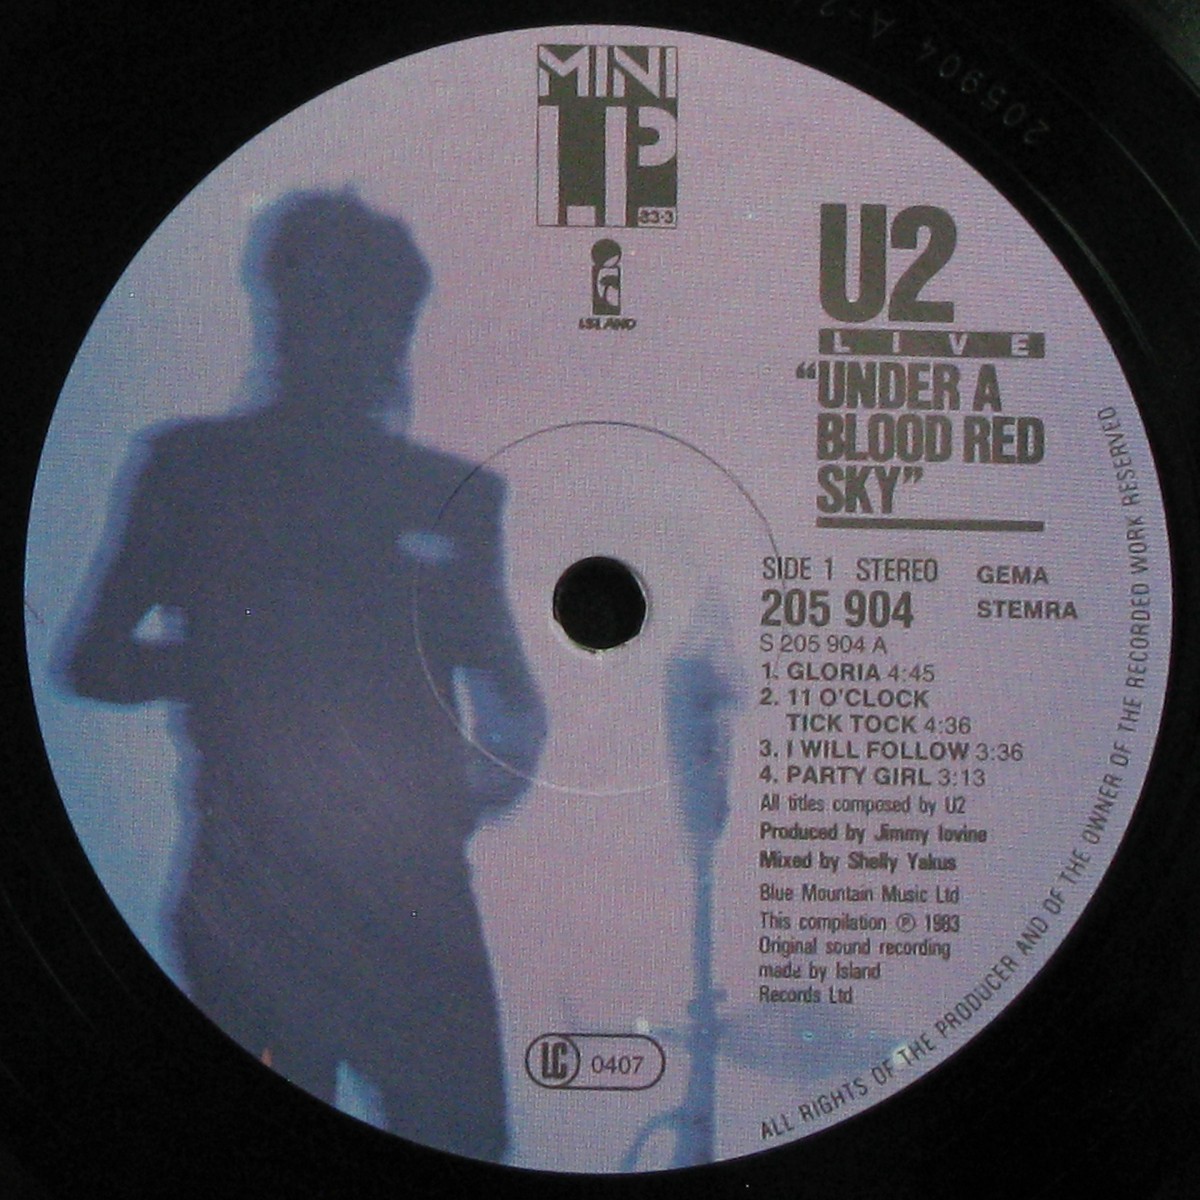 205904 A-2
MINI
LP
33·3
ISLAND
U2
LIVE
“UNDER A
BLOOD RED
SKY”
SIDE 1 STEREO GEMA
205 904 STEMRA
S 205 904 A
1. GLORIA 4:45
2. 11 O'CLOCK
TICK TOCK 4:36
3. I WILL FOLLOW 3:36
4. PARTY GIRL 3:13
All titles composed by U2
Produced by Jimmy Iovine
Mixed by Shelly Yakus
Blue Mountain Music Ltd
This compilation ℗ 1983
Original sound recording
made by Island
Records Ltd
LC 0407
ALL RIGHTS OF THE PRODUCER AND OF THE OWNER OF THE RECORDED WORK RESERVED